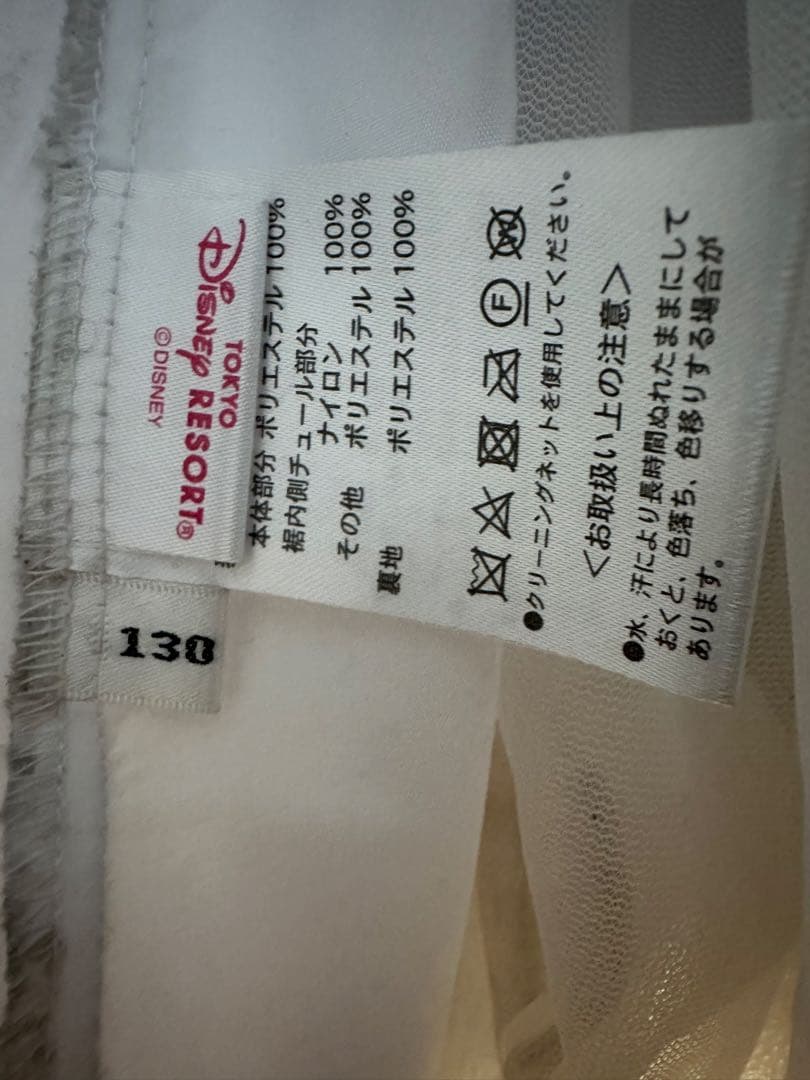 TOKYO
DISNEY RESORT®
©DISNEY
130
本体部分 ポリエステル 100%
裾内側チュール部分
ナイロン 100%
その他 ポリエステル 100%
裏地 ポリエステル 100%
F
W
●クリーニングネットを使用してください。
<お取扱い上の注意>
●水、汗により長時間ぬれたままにして
おくと、色落ち、色移りする場合が
あります。